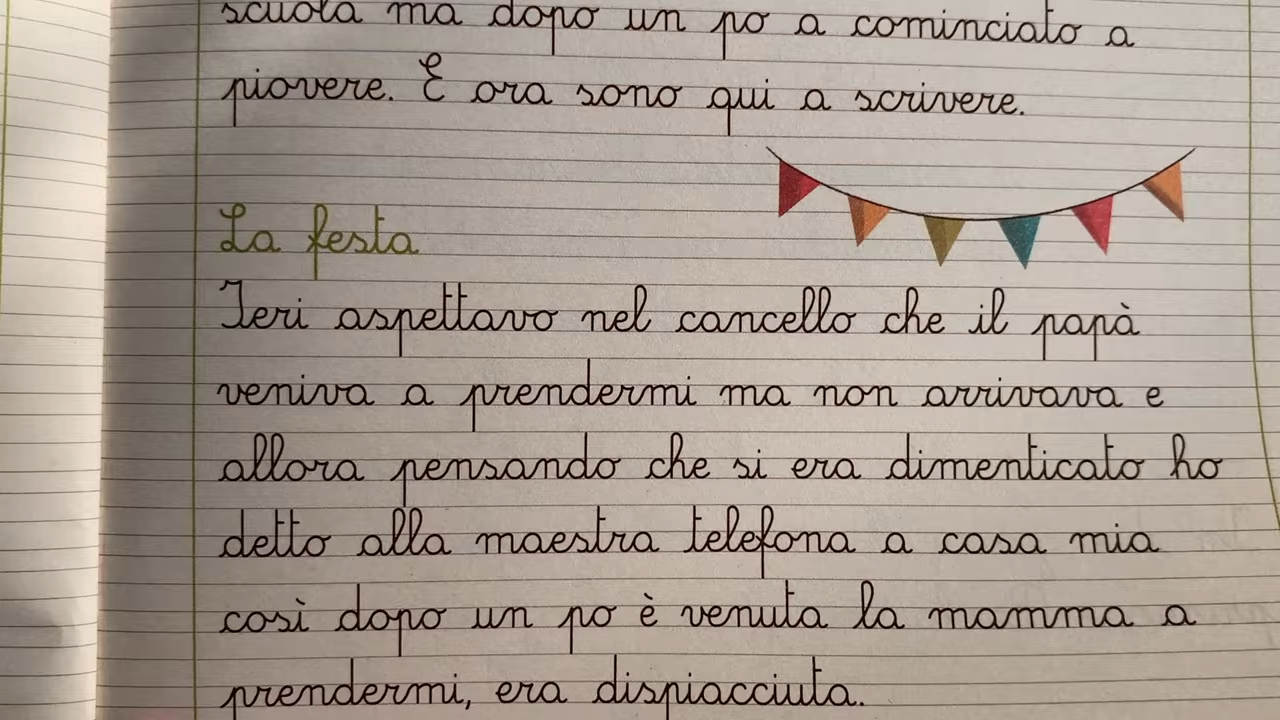 scuola ma dopo un po a cominciato a
piovere. E ora sono qui a scrivere.
La festa
Ieri aspettavo nel cancello che il papà
veniva a prendermi ma non arrivava e
allora pensando che si era dimenticato ho
detto alla maestra telefona a casa mia
così dopo un po è venuta la mamma a
prendermi, era dispiacciuta.